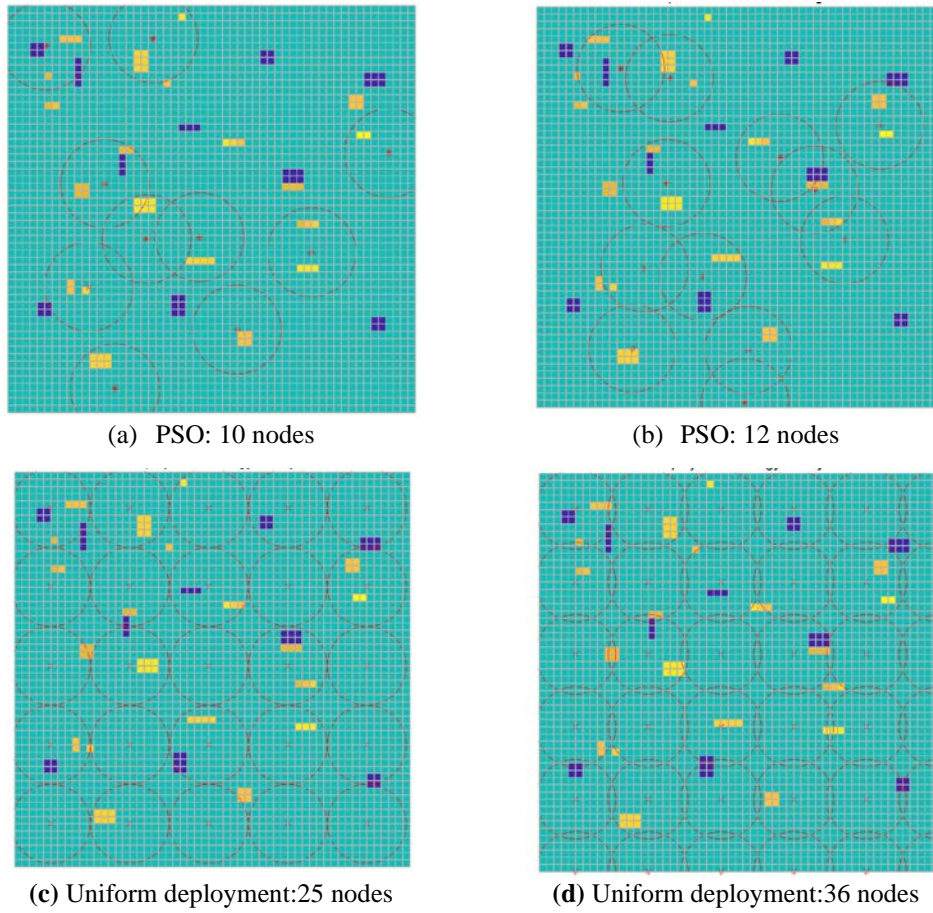 (a) PSO: 10 nodes
(b) PSO: 12 nodes
(c) Uniform deployment:25 nodes
(d) Uniform deployment:36 nodes